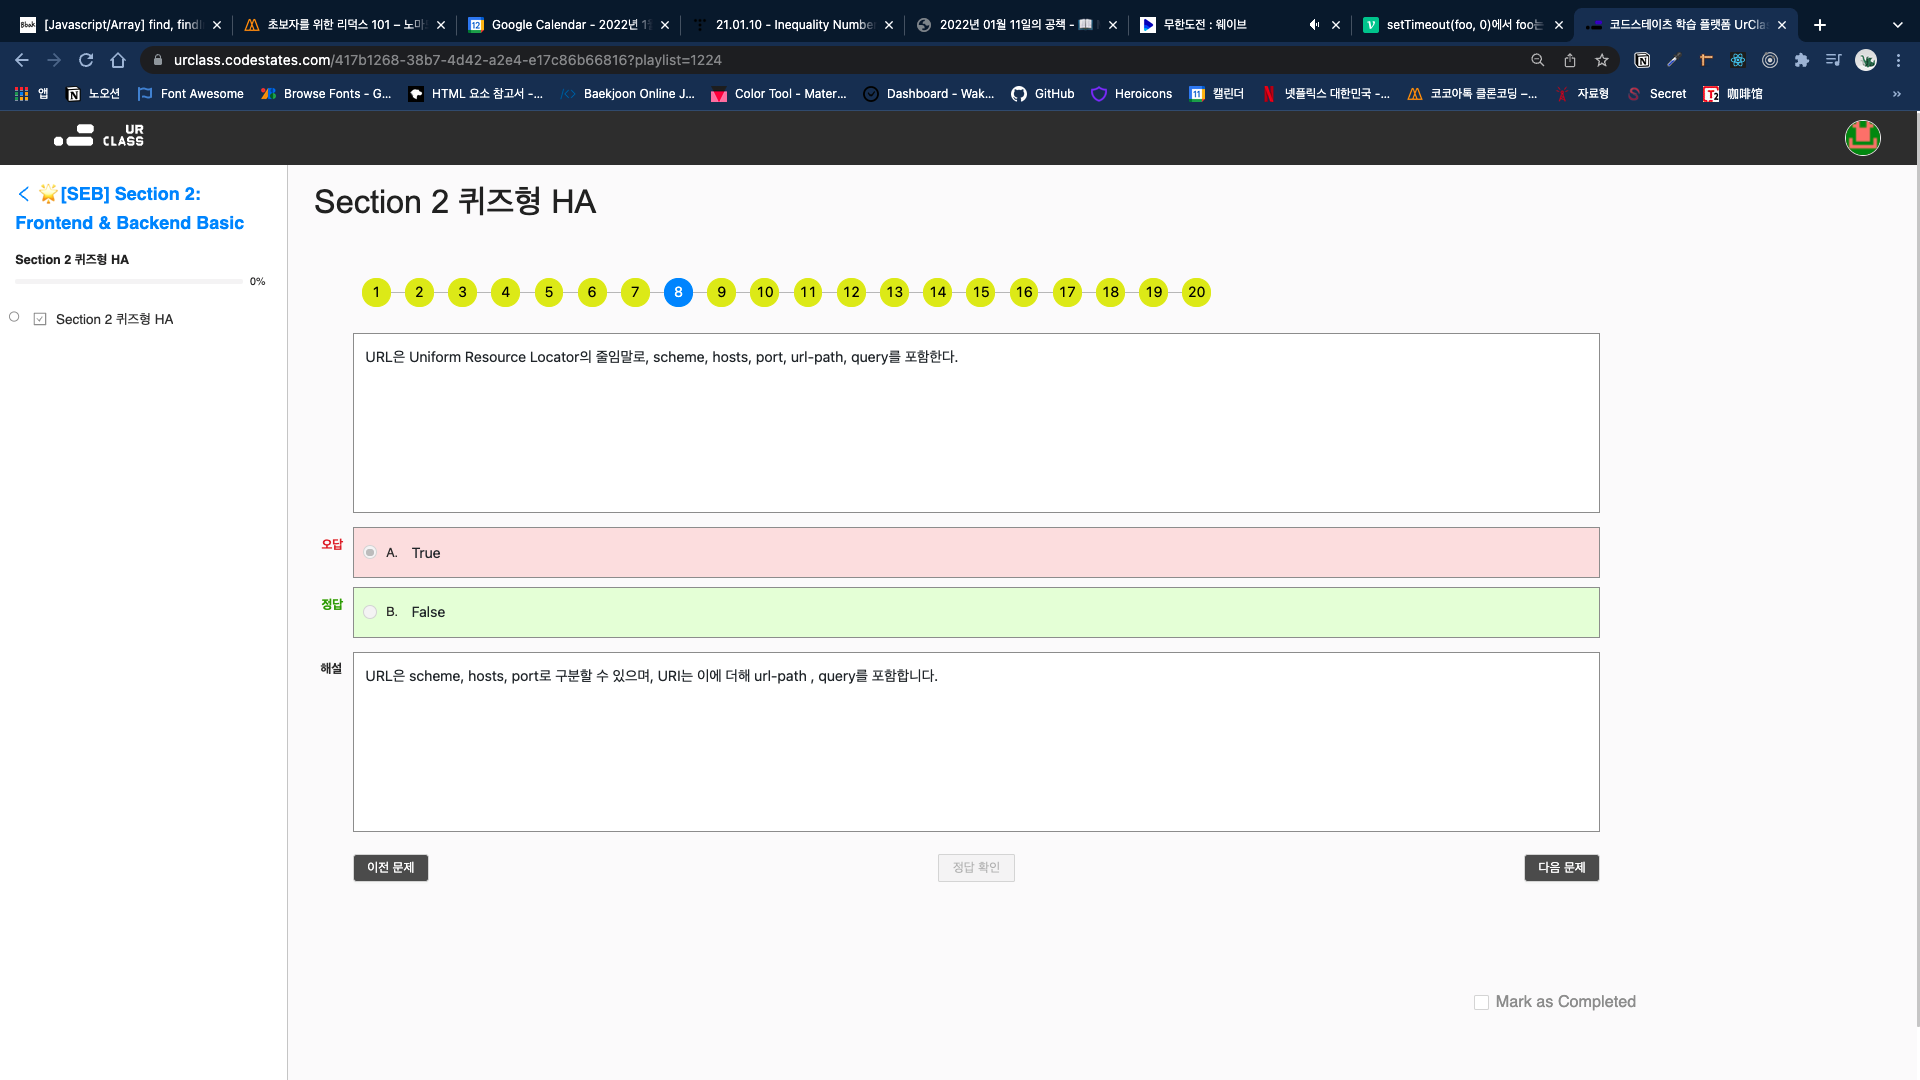 [Javascript/Array] find, find
초보자를 위한 리덕스 101 – 노마
Google Calendar - 2022년 1
21.01.10 - Inequality Number
2022년 01월 11일의 공책 -
무한도전 : 웨이브
setTimeout(foo, 0)에서 foo는
코드스테이츠 학습 플랫폼 UrCla
urclass.codestates.com/417b1268-38b7-4d42-a2e4-e17c86b66816?playlist=1224
앱
노오션
Font Awesome
Browse Fonts - G...
HTML 요소 참고서 -...
Baekjoon Online J...
Color Tool - Mater...
Dashboard - Wak...
GitHub
Heroicons
캘린더
넷플릭스 대한민국 -...
코코아톡 클론코딩 –...
자료형
Secret
咖啡馆
UR
CLASS
[SEB] Section 2:
Frontend & Backend Basic
Section 2 퀴즈형 HA
0%
Section 2 퀴즈형 HA
Section 2 퀴즈형 HA
1 2 3 4 5 6 7 8 9 10 11 12 13 14 15 16 17 18 19 20
URL은 Uniform Resource Locator의 줄임말로, scheme, hosts, port, url-path, query를 포함한다.
오답
A. True
정답
B. False
해설
URL은 scheme, hosts, port로 구분할 수 있으며, URI는 이에 더해 url-path , query를 포함합니다.
이전 문제
정답 확인
다음 문제
Mark as Completed